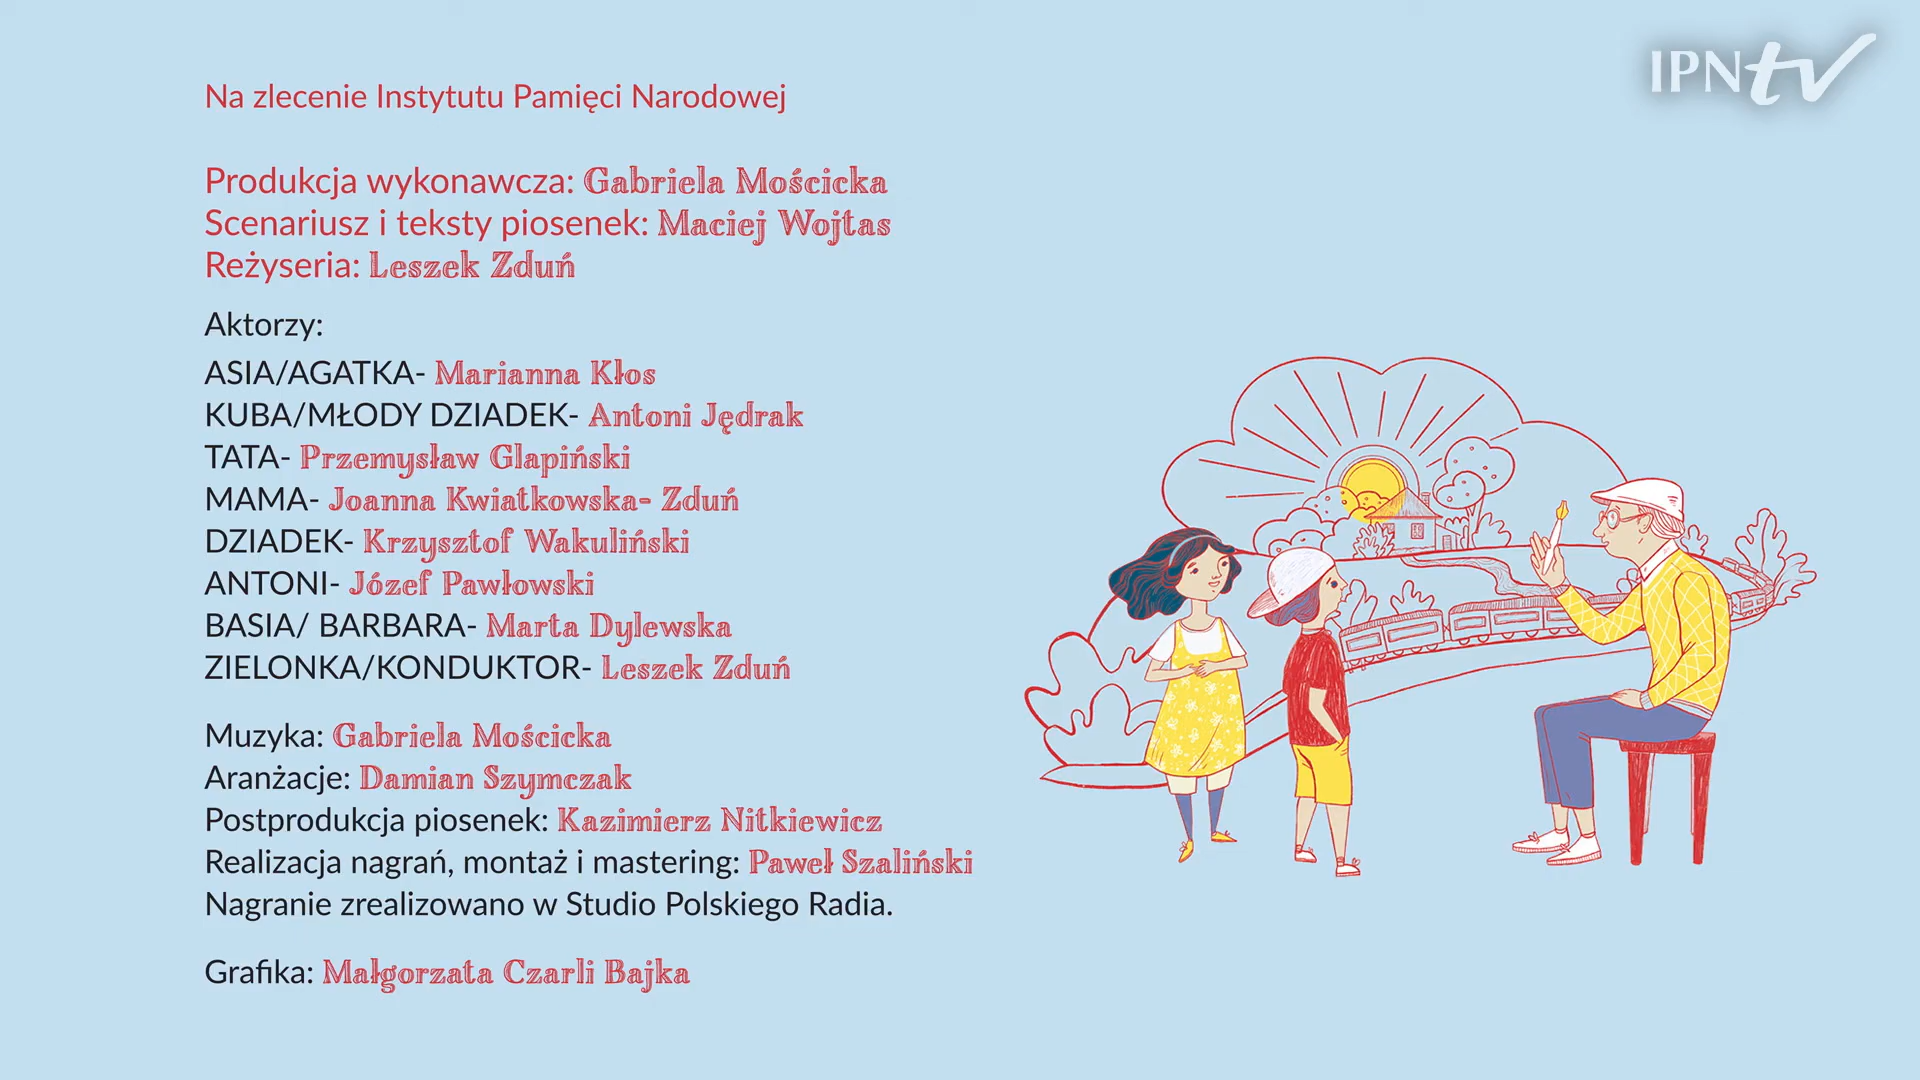 IPNtv
Na zlecenie Instytutu Pamięci Narodowej
Produkcja wykonawcza: Gabriela Mościcka
Scenariusz i teksty piosenek: Maciej Wojtas
Reżyseria: Leszek Zduń
Aktorzy:
ASIA/AGATKA- Marianna Kłos
KUBA/MŁODY DZIADEK- Antoni Jędrak
TATA- Przemysław Glapiński
MAMA- Joanna Kwiatkowska- Zduń
DZIADEK- Krzysztof Wakuliński
ANTONI- Józef Pawłowski
BASIA/ BARBARA- Marta Dylewska
ZIELONKA/KONDUKTOR- Leszek Zduń
Muzyka: Gabriela Mościcka
Aranżacje: Damian Szymczak
Postprodukcja piosenek: Kazimierz Nitkiewicz
Realizacja nagrań, montaż i mastering: Paweł Szaliński
Nagranie zrealizowano w Studio Polskiego Radia.
Grafika: Małgorzata Czarli Bajka